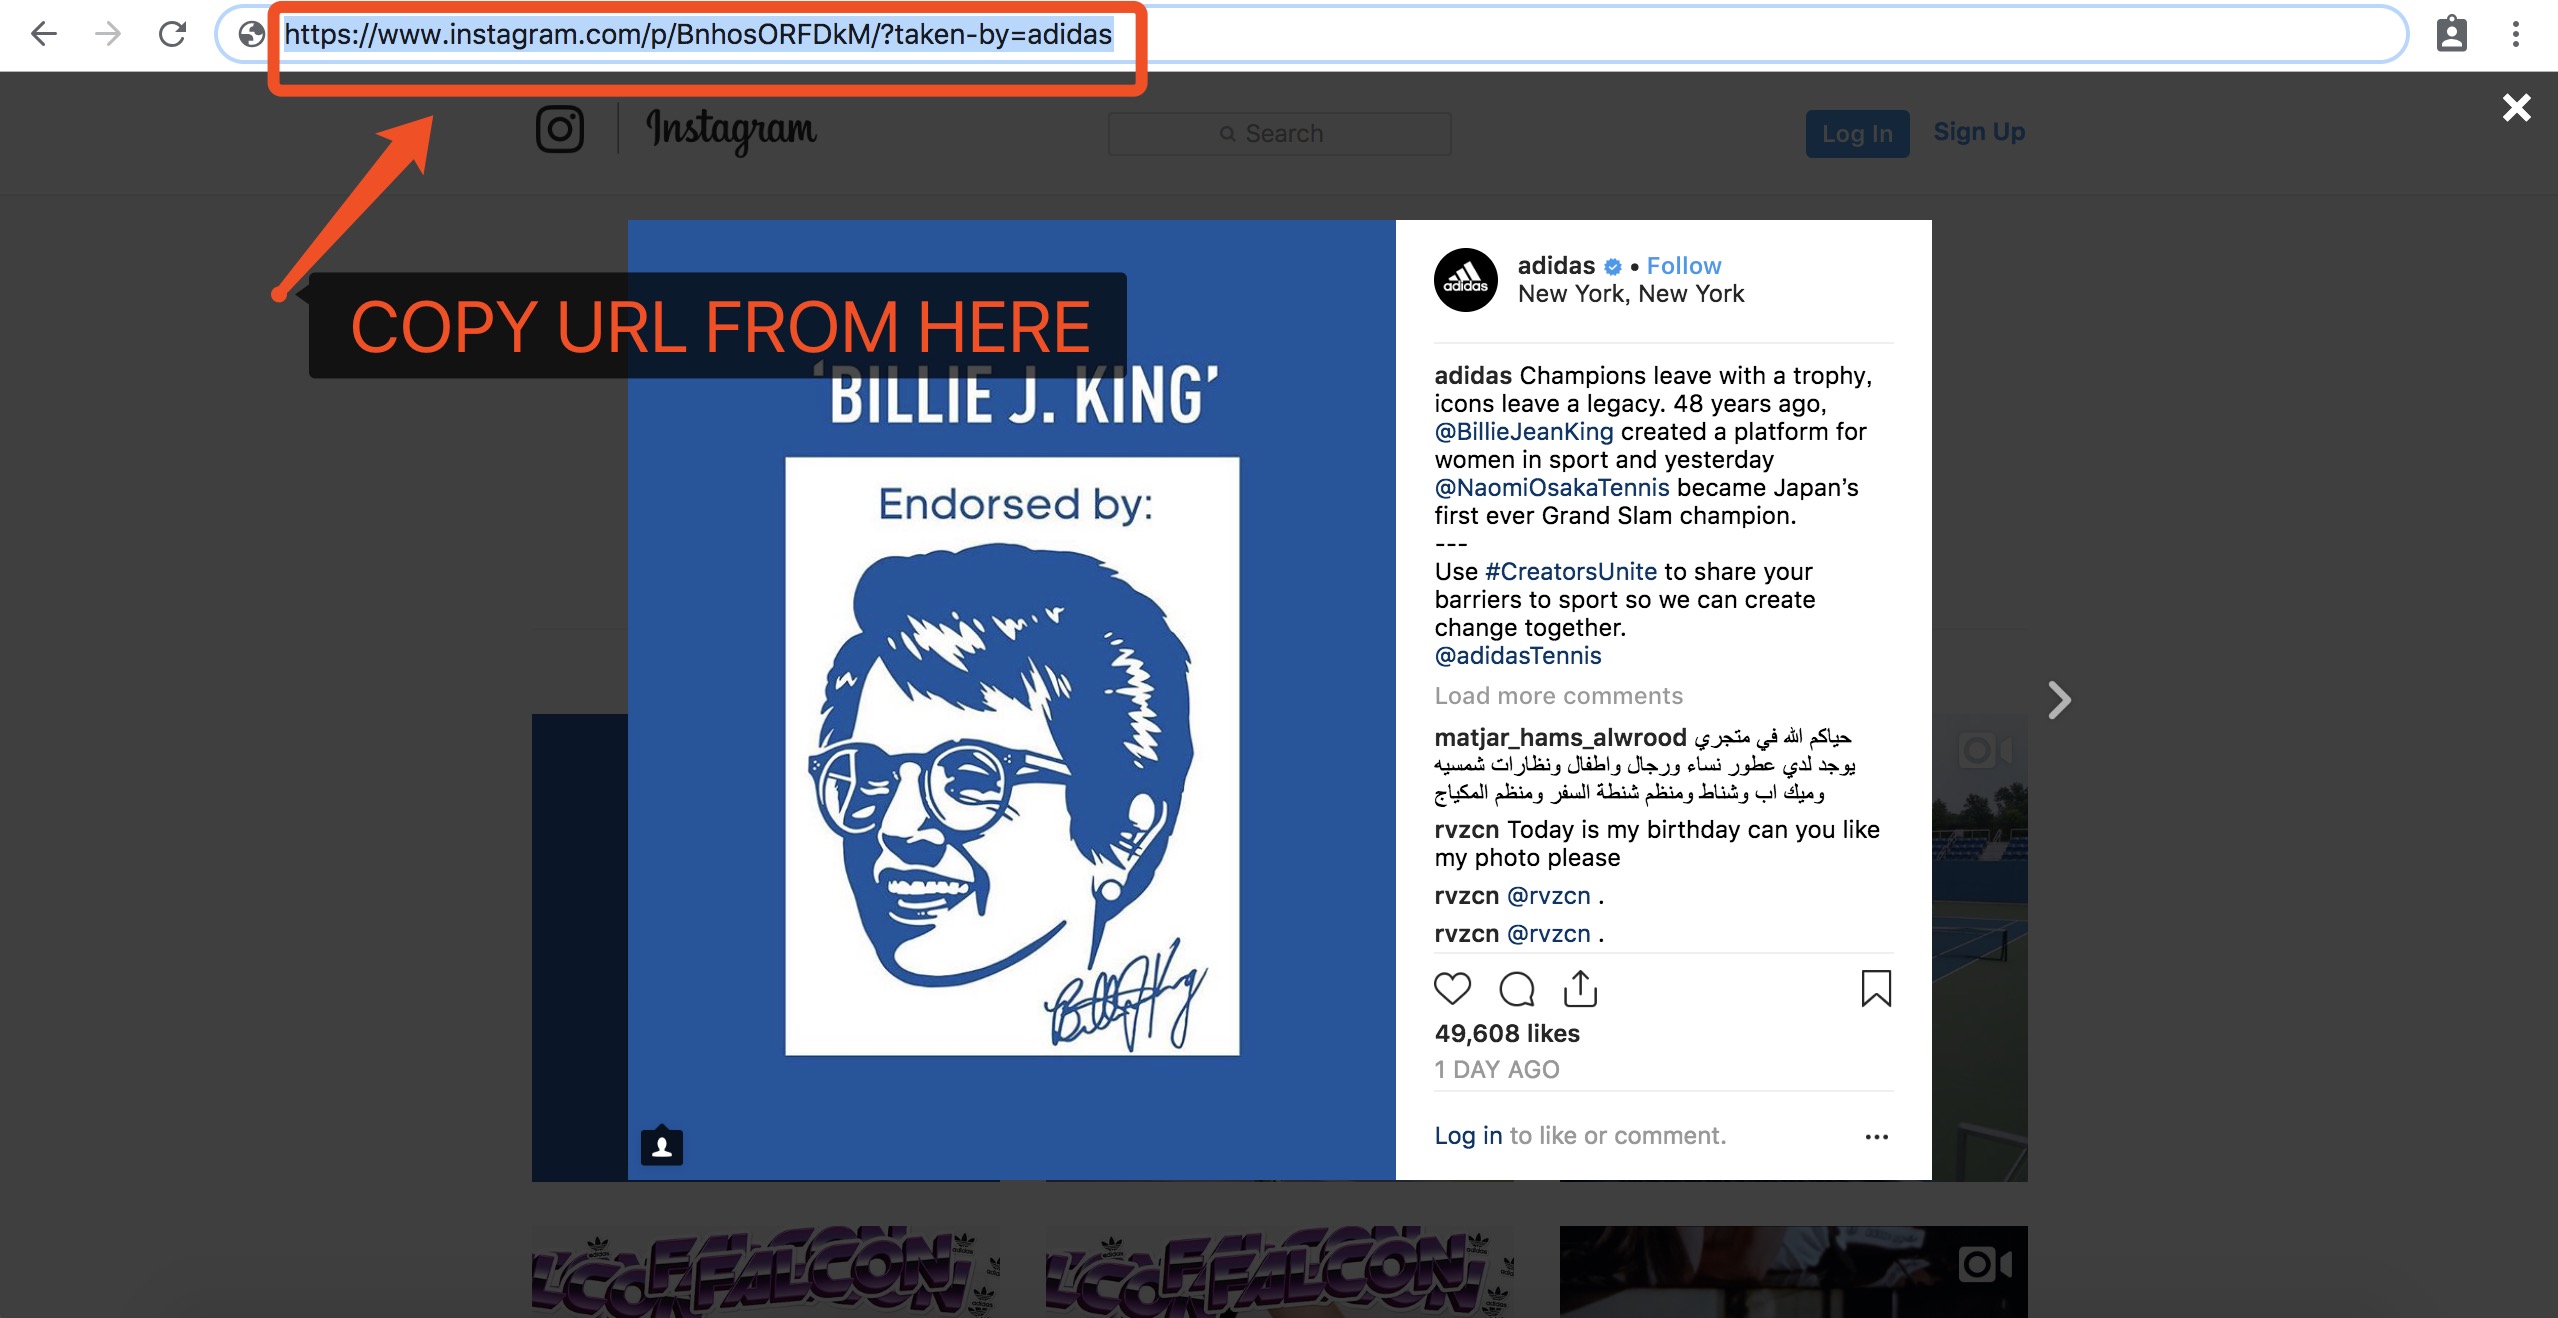 https://www.instagram.com/p/BnhosORFDkM/?taken-by=adidas
Instagram
Search
Log In
Sign Up
COPY URL FROM HERE
‘BILLIE J. KING’
Endorsed by:
Billie J King
adidas
adidas • Follow
New York, New York
adidas Champions leave with a trophy,
icons leave a legacy. 48 years ago,
@BillieJeanKing created a platform for
women in sport and yesterday
@NaomiOsakaTennis became Japan’s
first ever Grand Slam champion.
---
Use #CreatorsUnite to share your
barriers to sport so we can create
change together.
@adidasTennis
Load more comments
matjar_hams_alwrood حياكم الله في متجري
يوجد لدي عطور نساء ورجال واطفال ونظارات شمسيه
وميك اب وشناط ومنظم شنطة السفر ومنظم المكياج
rvzcn Today is my birthday can you like
my photo please
rvzcn @rvzcn .
rvzcn @rvzcn .
49,608 likes
1 DAY AGO
Log in to like or comment.
FALCON
FALCON